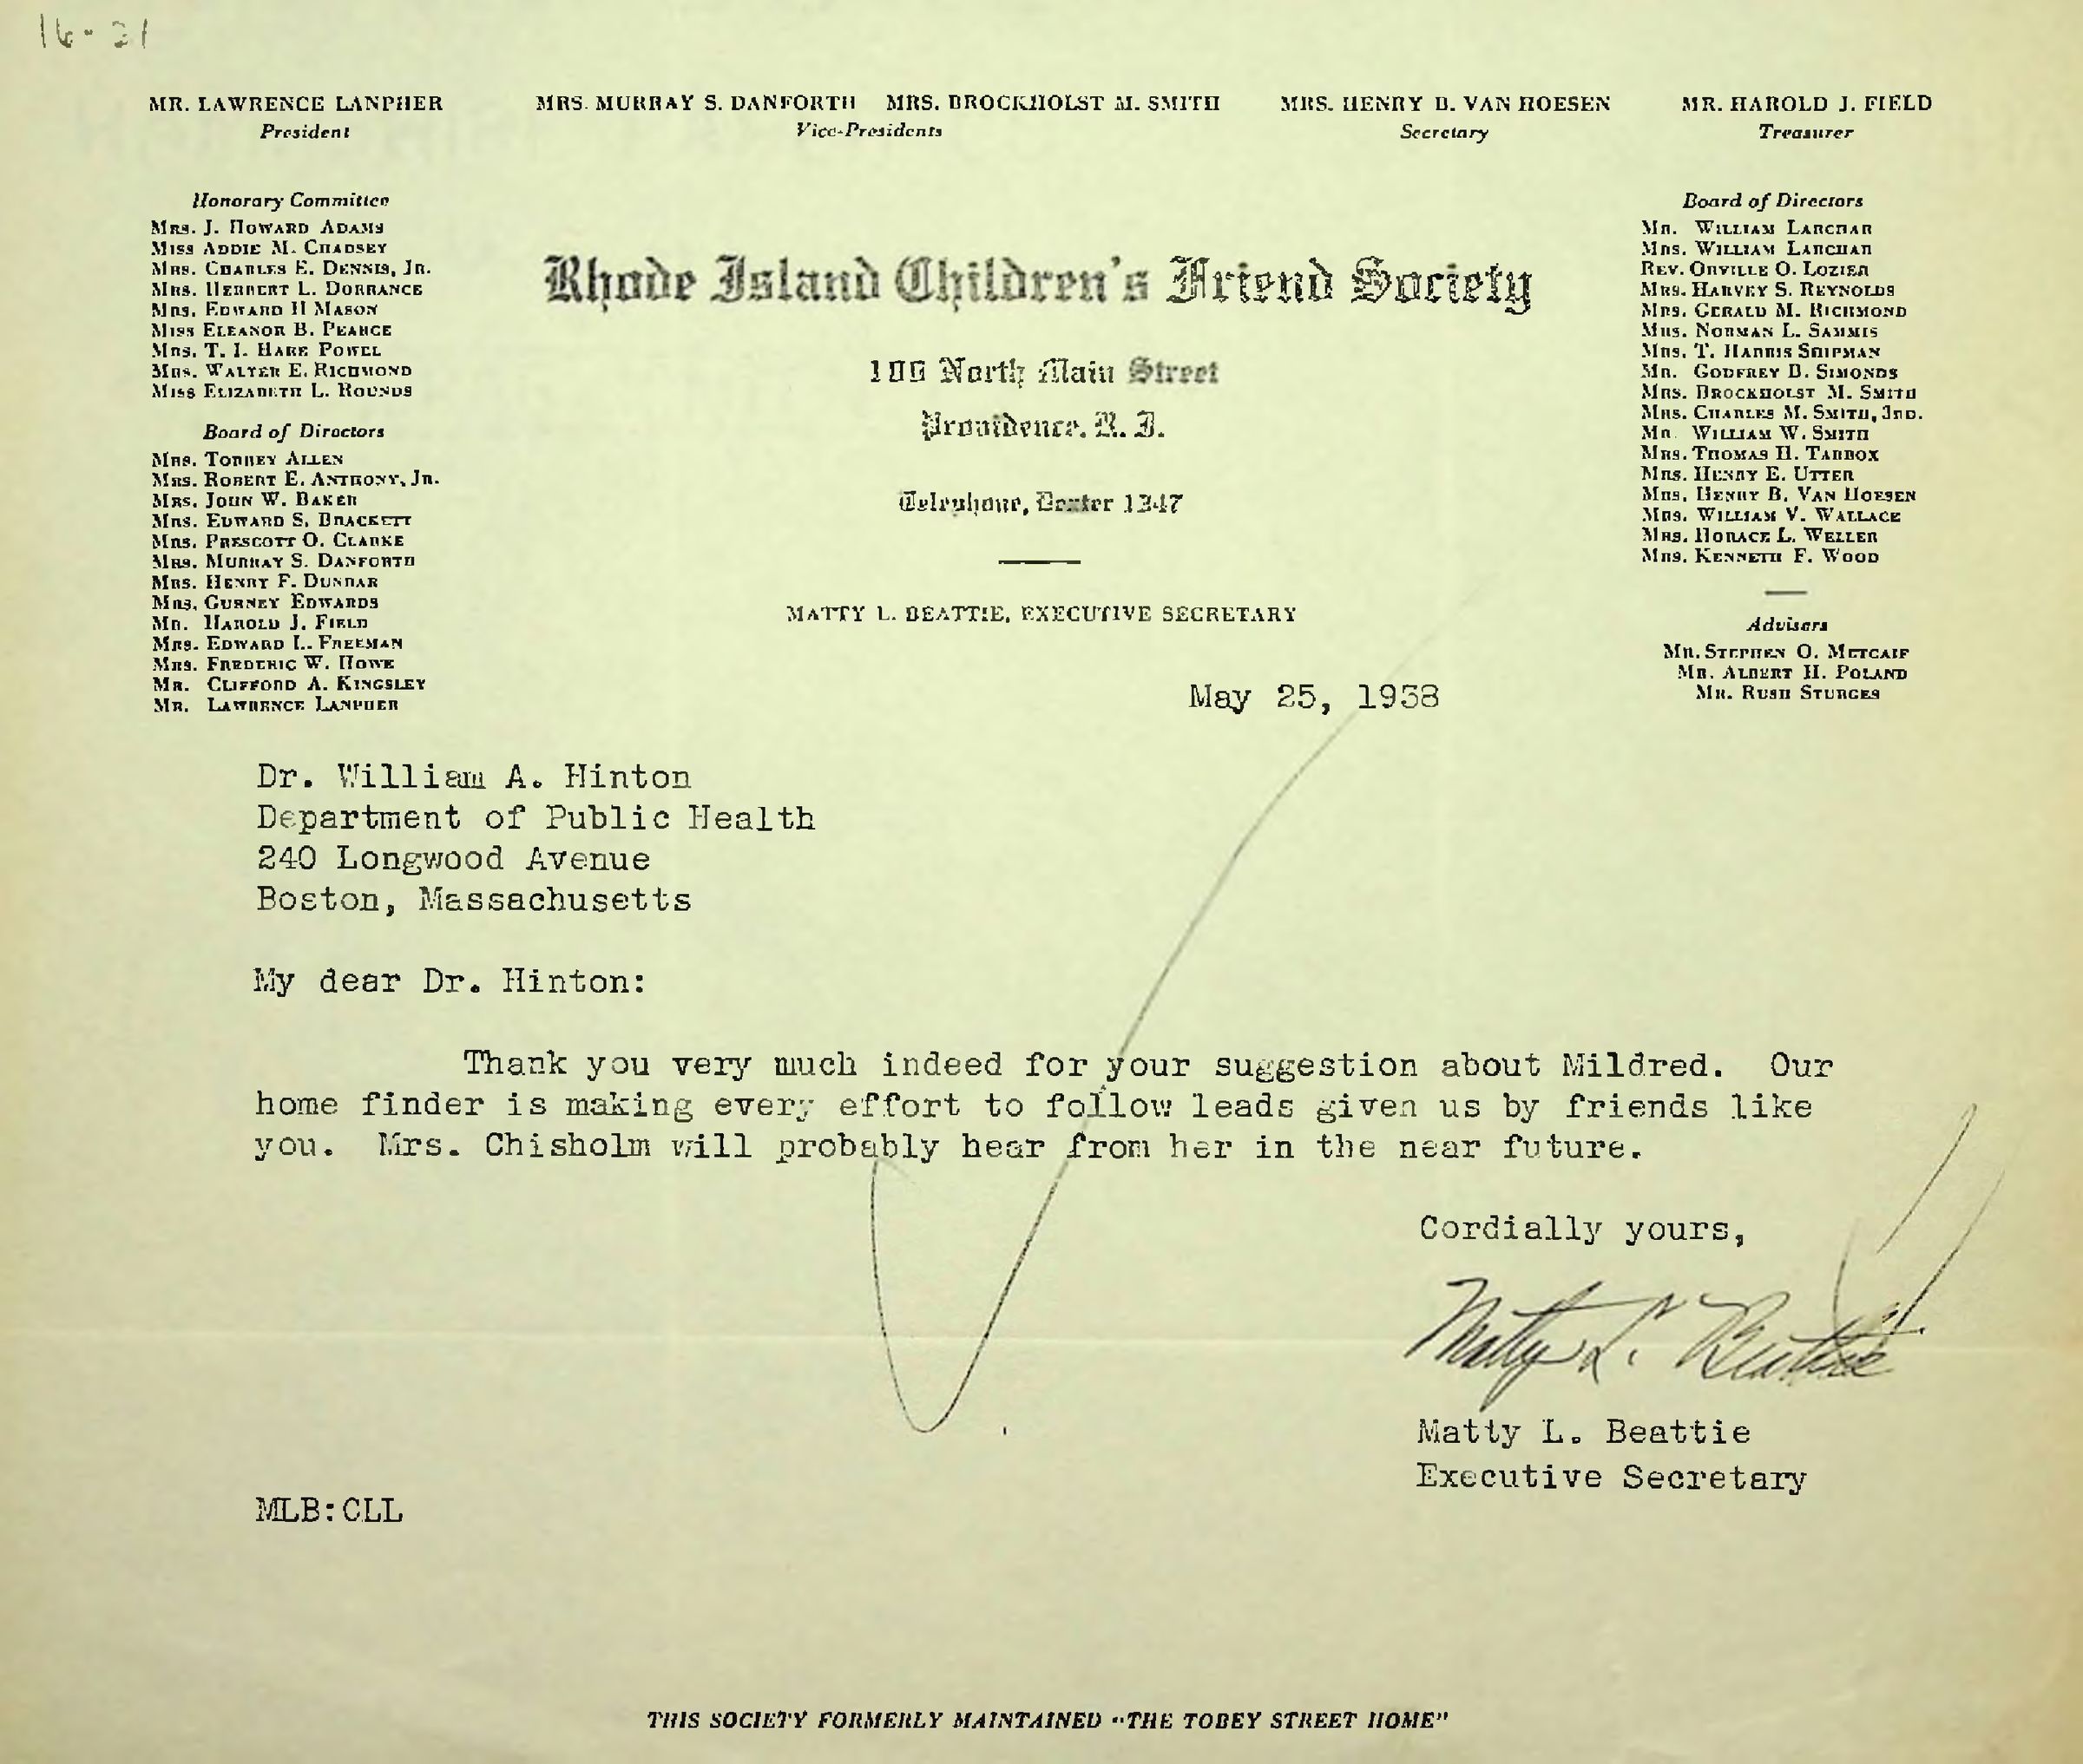 16-21
MR. LAWRENCE LANPHER
President
MRS. MURRAY S. DANFORTH MRS. BROCKHOLST M. SMITH
Vice-Presidents
MRS. HENRY B. VAN HOESEN
Secretary
MR. HAROLD J. FIELD
Treasurer
Honorary Committee
MRS. J. HOWARD ADAMS
MISS ADDIE M. CHADSEY
MRS. CHARLES E. DENNIS, JR.
MRS. HERBERT L. DORRANCE
MRS. EDWARD H MASON
MISS ELEANOR B. PEARCE
MRS. T. I. HARE POWEL
MRS. WALTER E. RICHMOND
MISS ELIZABETH L. ROUNDS
Board of Directors
MRS. TORREY ALLEN
MRS. ROBERT E. ANTHONY, JR.
MRS. JOHN W. BAKER
MRS. EDWARD S. BRACKETT
MRS. PRESCOTT O. CLARKE
MRS. MURRAY S. DANFORTH
MRS. HENRY F. DUNBAR
MRS. GURNEY EDWARDS
MR. HAROLD J. FIELD
MRS. EDWARD L. FREEMAN
MRS. FREDERIC W. HOWE
MR. CLIFFORD A. KINGSLEY
MR. LAWRENCE LANPHER
Rhode Island Children's Friend Society
100 North Main Street
Providence, R. I.
Telephone, Dexter 1347
MATTY L. BEATTIE, EXECUTIVE SECRETARY
Board of Directors
MR. WILLIAM LARCHAR
MRS. WILLIAM LARCHAR
REV. ORVILLE O. LOZIER
MRS. HARVEY S. REYNOLDS
MRS. GERALD M. RICHMOND
MRS. NORMAN L. SAMMIS
MRS. T. HARRIS SHIPMAN
MR. GODFREY B. SIMONDS
MRS. BROCKHOLST M. SMITH
MRS. CHARLES M. SMITH, 3RD.
MR WILLIAM W. SMITH
MRS. THOMAS H. TARBOX
MRS. HENRY E. UTTER
MRS. HENRY B. VAN HOESEN
MRS. WILLIAM V. WALLACE
MRS. HORACE L. WELLER
MRS. KENNETH F. WOOD
Advisers
MR. STEPHEN O. METCALF
MR. ALBERT H. POLAND
MR. RUSH STURGES
May 25, 1938
Dr. William A. Hinton
Department of Public Health
240 Longwood Avenue
Boston, Massachusetts
My dear Dr. Hinton:
Thank you very much indeed for your suggestion about Mildred. Our
home finder is making every effort to follow leads given us by friends like
you. Mrs. Chisholm will probably hear from her in the near future.
Cordially yours,
Matty L. Beattie
Matty L. Beattie
Executive Secretary
MLB:CLL
THIS SOCIETY FORMERLY MAINTAINED "THE TOBEY STREET HOME"